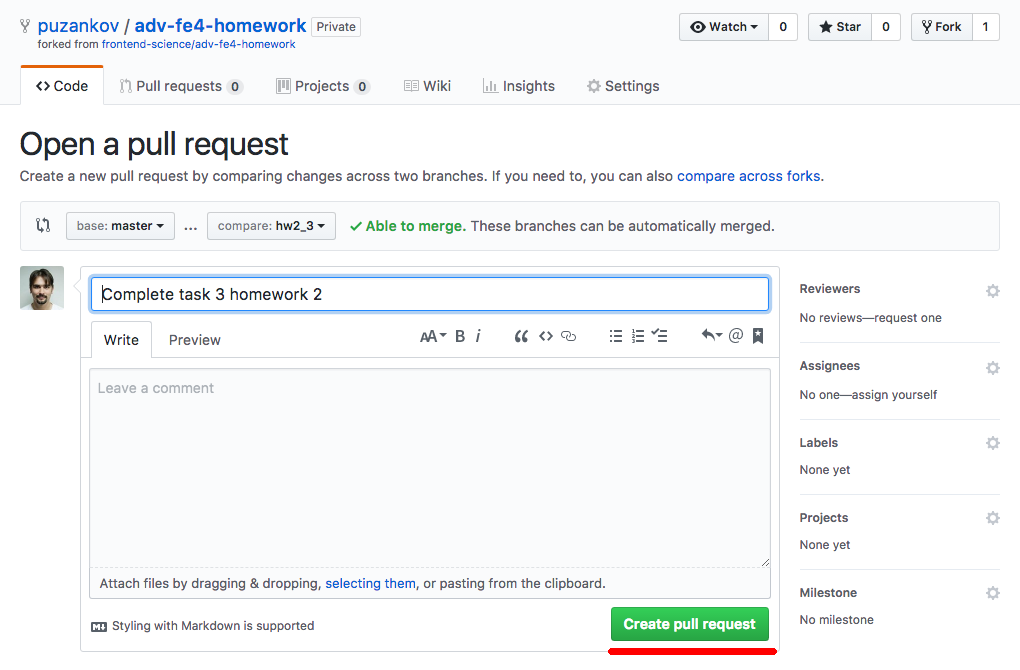 puzankov / adv-fe4-homework Private
forked from frontend-science/adv-fe4-homework
Watch 0 Star 0 Fork 1
Code Pull requests 0 Projects 0 Wiki Insights Settings
Open a pull request
Create a new pull request by comparing changes across two branches. If you need to, you can also compare across forks.
base: master ... compare: hw2_3 Able to merge. These branches can be automatically merged.
Complete task 3 homework 2
Write Preview AA B i @
Leave a comment
Attach files by dragging & dropping, selecting them, or pasting from the clipboard.
Styling with Markdown is supported
Create pull request
Reviewers
No reviews—request one
Assignees
No one—assign yourself
Labels
None yet
Projects
None yet
Milestone
No milestone